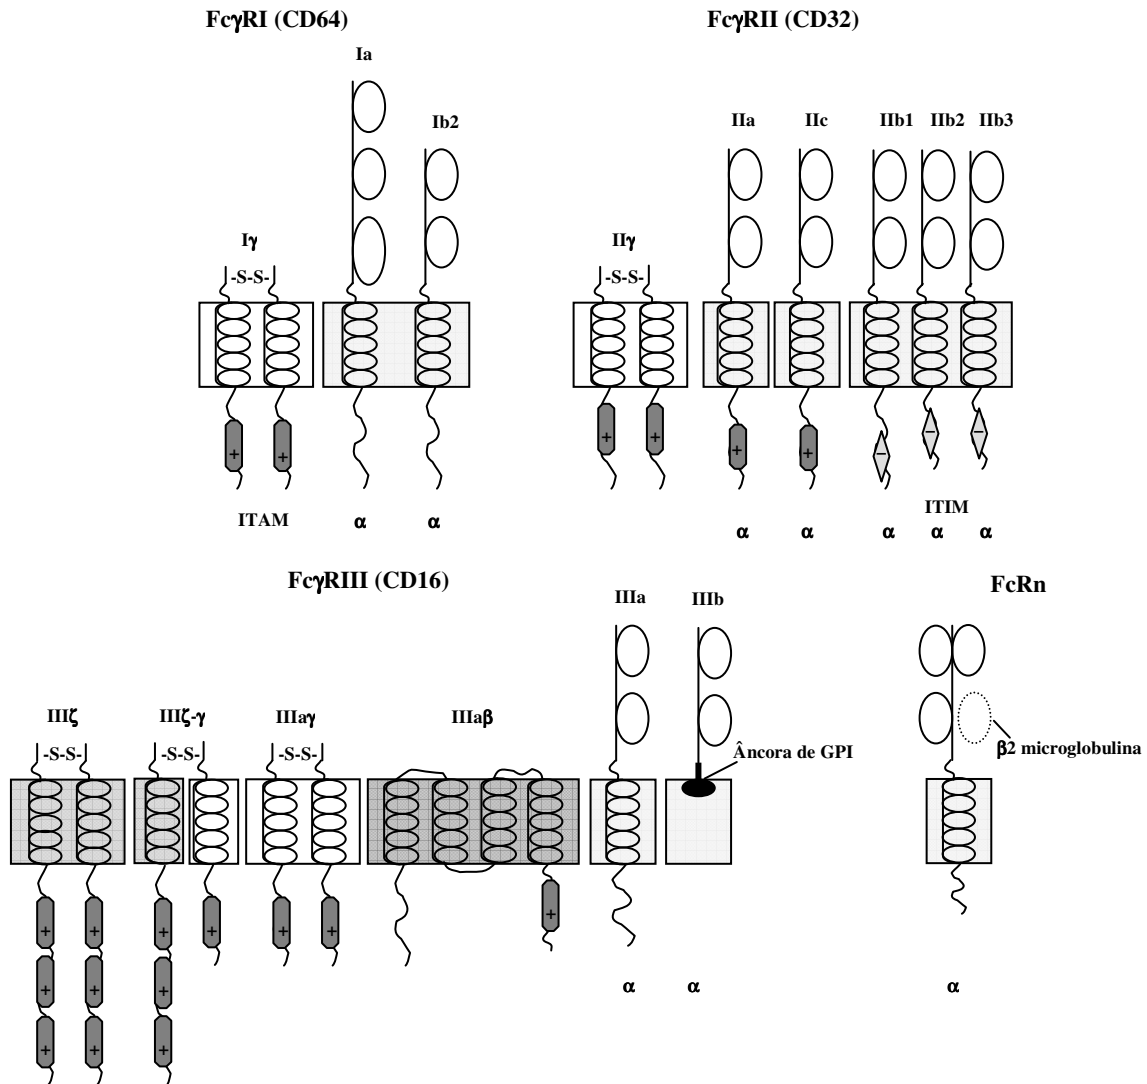 FcγRI (CD64)
FcγRII (CD32)
Ia
Ib2
IIa
IIc
IIb1
IIb2
IIb3
Iγ
-S-S-
IIγ
-S-S-
+
+
+
+
+
+
–
–
–
ITAM
α
α
ITIM
α
α
α
α
α
FcγRIII (CD16)
IIIa
IIIb
FcRn
IIIζ
IIIζ-γ
IIIaγ
IIIaβ
-S-S-
-S-S-
-S-S-
Âncora de GPI
β2 microglobulina
+
+
+
+
+
+
+
+
+
+
+
+
+
α
α
α